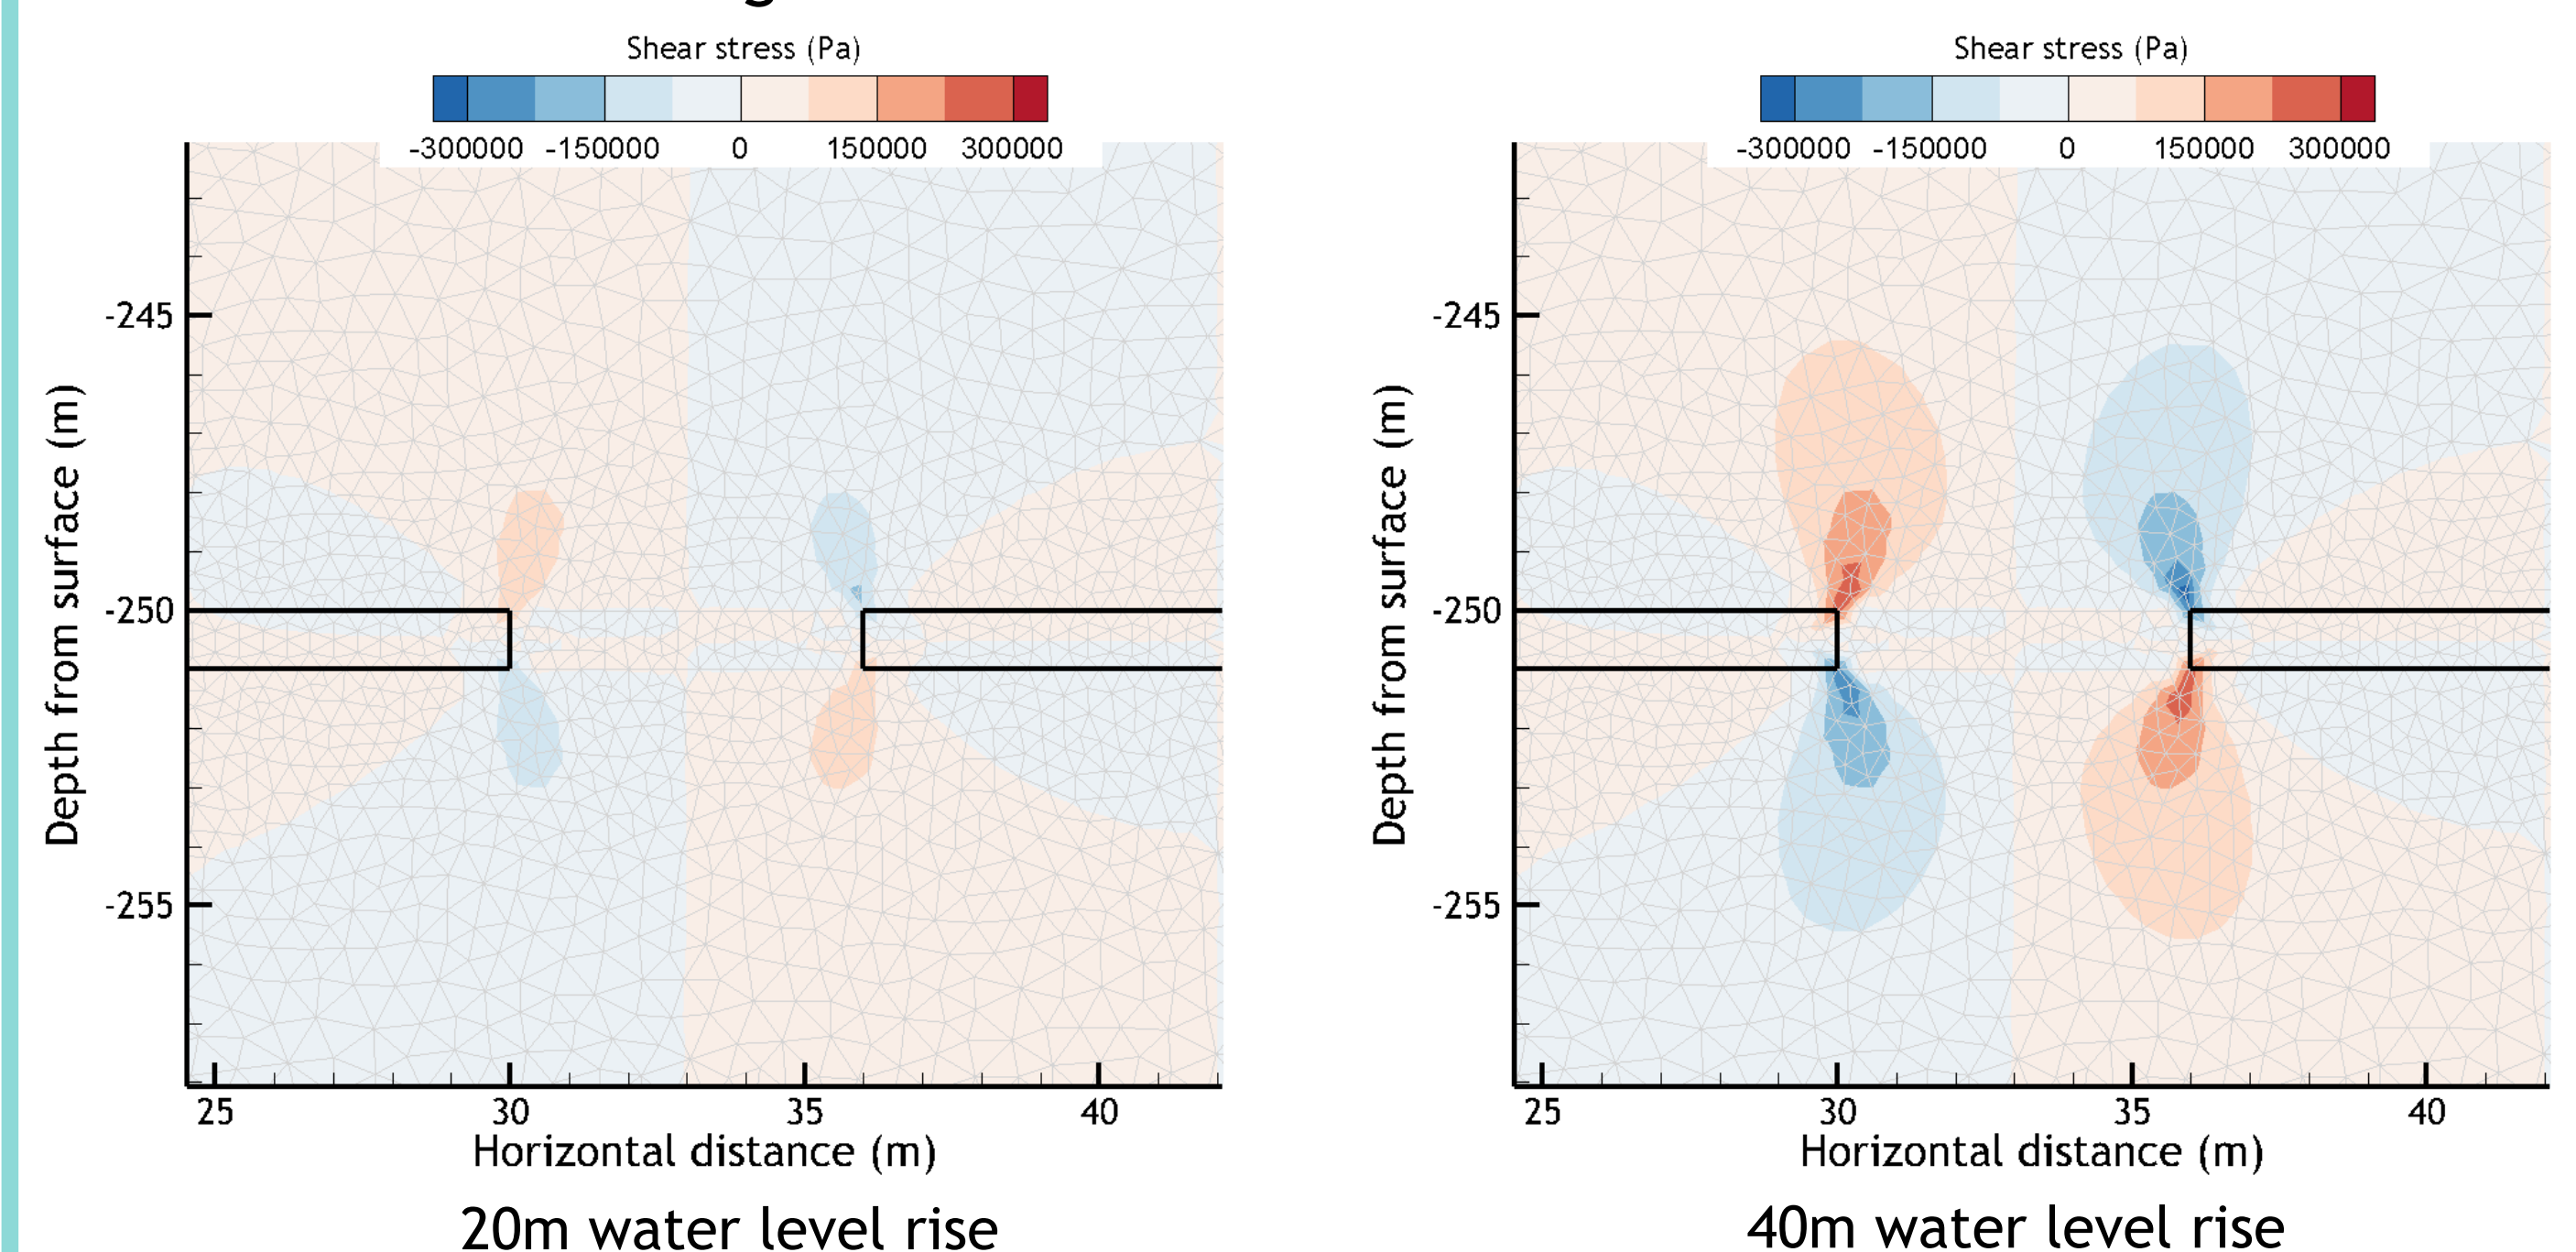 Shear stress (Pa)
-300000 -150000 0 150000 300000
Depth from surface (m)
-245
-250
-255
25 30 35 40
Horizontal distance (m)
20m water level rise
Shear stress (Pa)
-300000 -150000 0 150000 300000
Depth from surface (m)
-245
-250
-255
25 30 35 40
Horizontal distance (m)
40m water level rise